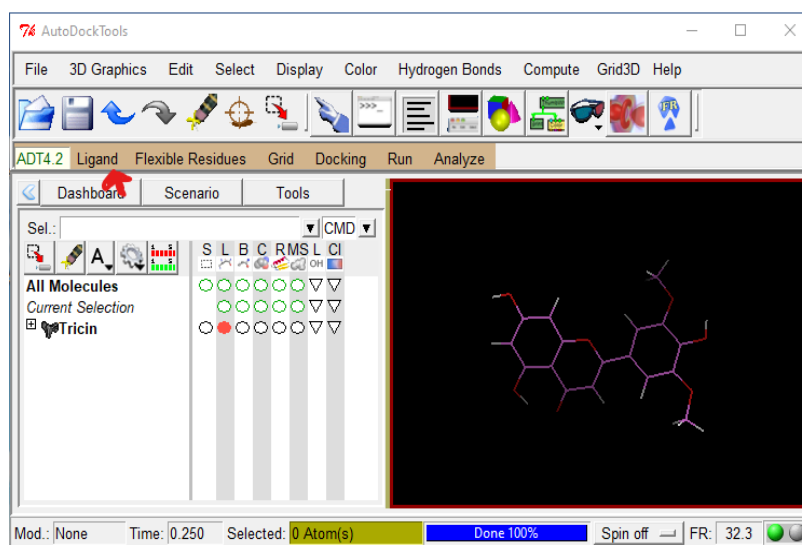 AutoDockTools
File 3D Graphics Edit Select Display Color Hydrogen Bonds Compute Grid3D Help
>>>_
FR
ADT4.2 Ligand Flexible Residues Grid Docking Run Analyze
Dashboard Scenario Tools
Sel.: CMD
A S L B C R MS L Cl
OH
All Molecules
Current Selection
Tricin
Mod.: None Time: 0.250 Selected: 0 Atom(s) Done 100% Spin off FR: 32.3